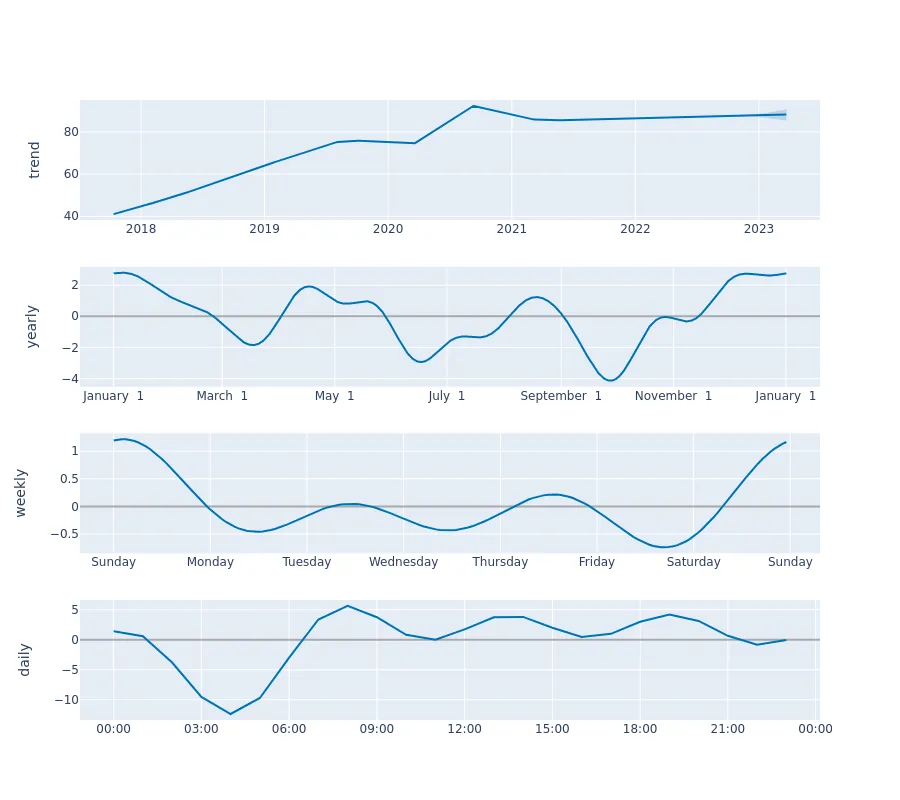 trend
80
60
40
2018 2019 2020 2021 2022 2023
yearly
2
0
−2
−4
January 1 March 1 May 1 July 1 September 1 November 1 January 1
weekly
1
0.5
0
−0.5
Sunday Monday Tuesday Wednesday Thursday Friday Saturday Sunday
daily
5
0
−5
−10
00:00 03:00 06:00 09:00 12:00 15:00 18:00 21:00 00:00